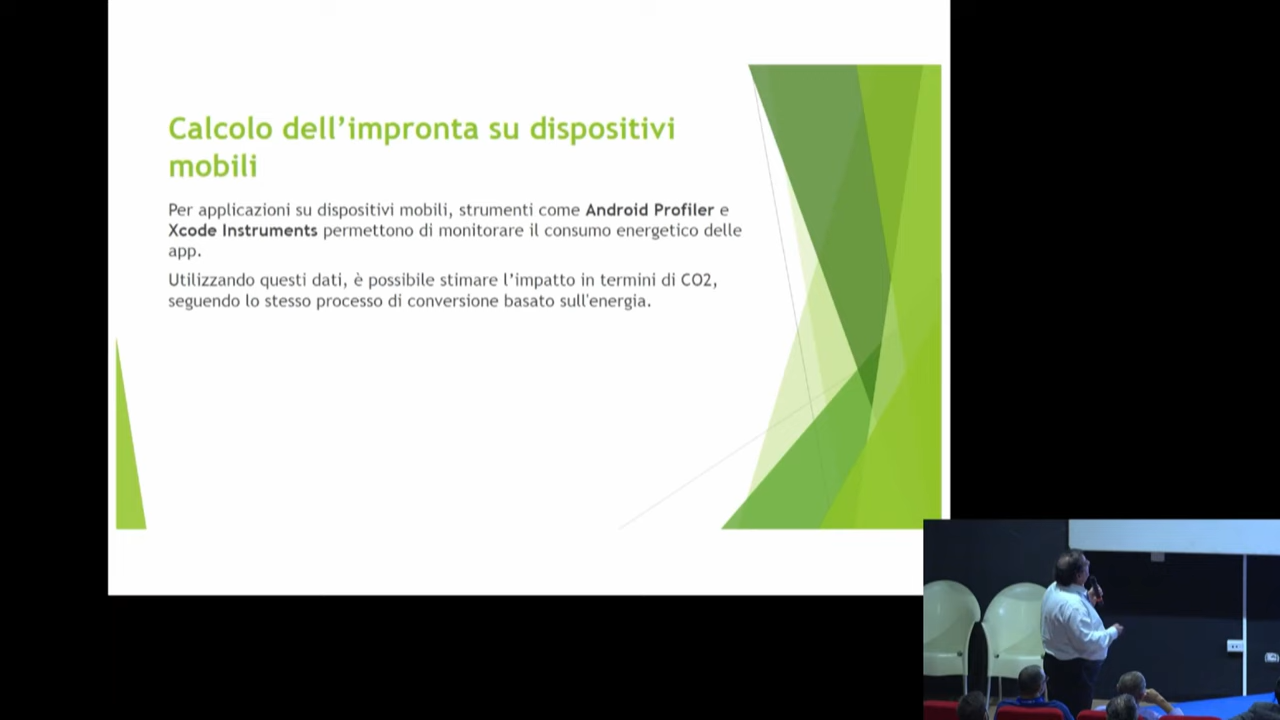 Calcolo dell’impronta su dispositivi
mobili
Per applicazioni su dispositivi mobili, strumenti come Android Profiler e
Xcode Instruments permettono di monitorare il consumo energetico delle
app.
Utilizzando questi dati, è possibile stimare l’impatto in termini di CO2,
seguendo lo stesso processo di conversione basato sull'energia.